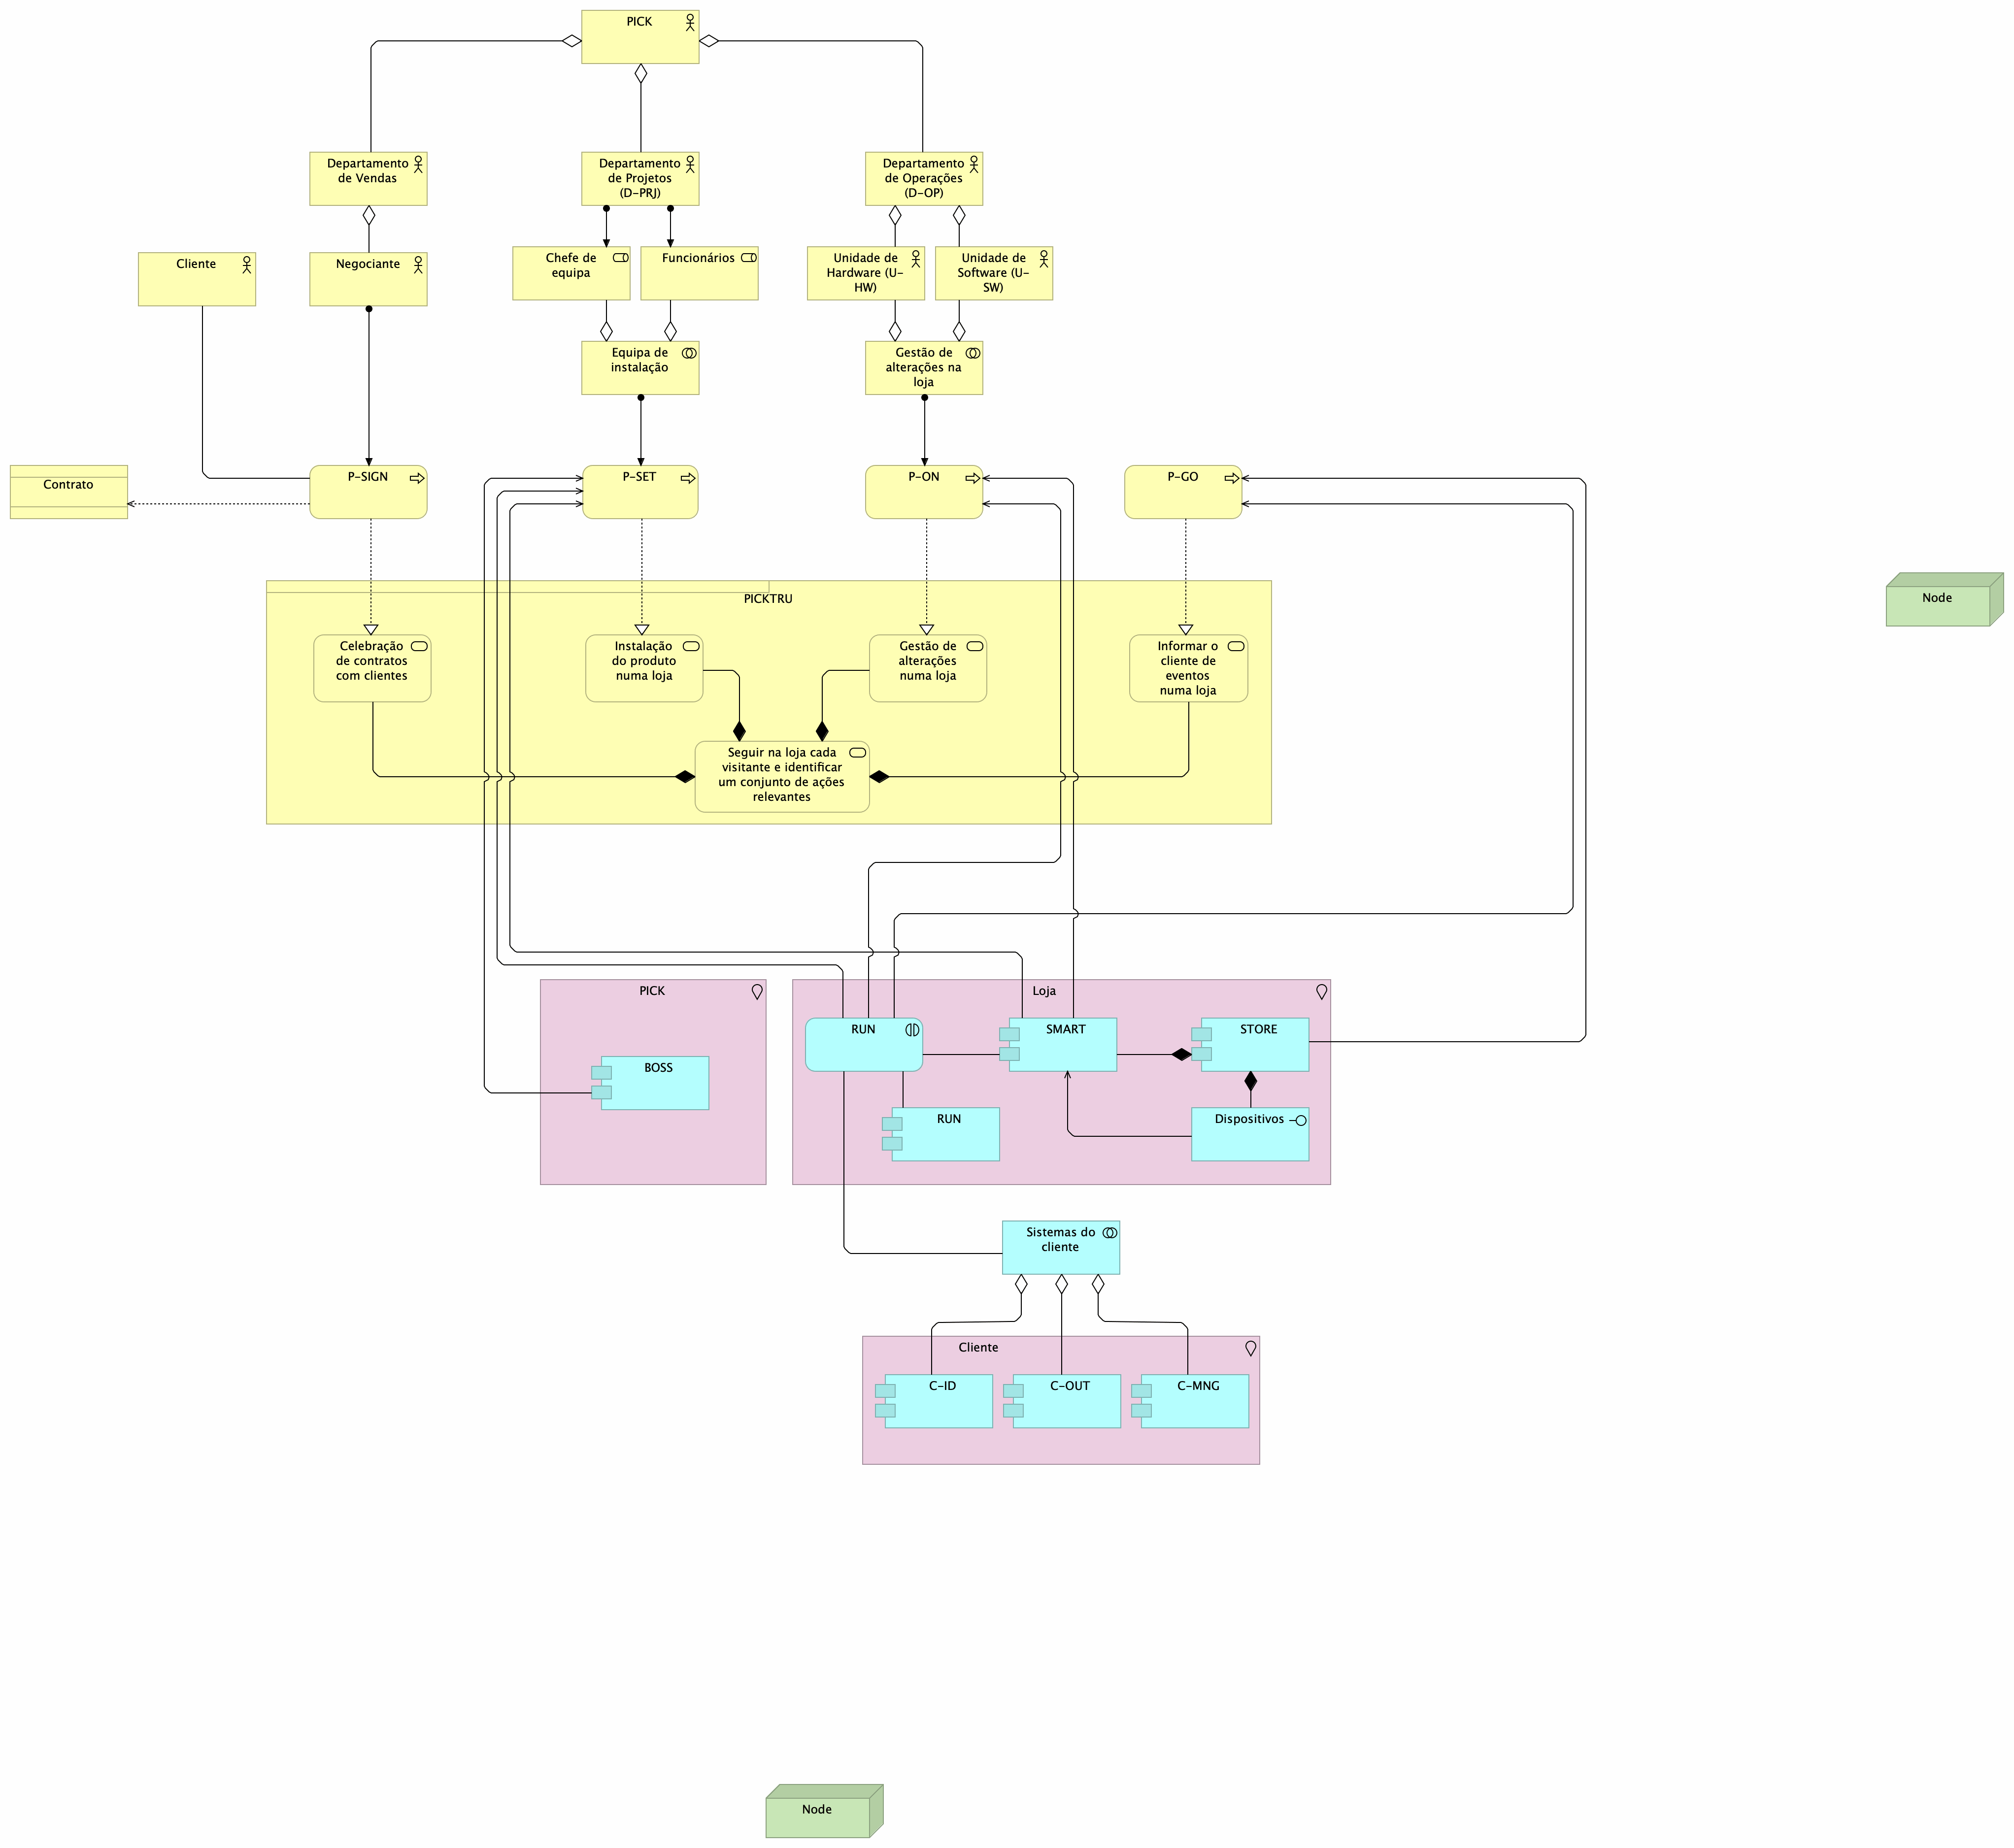 PICK
Departamento
de Vendas
Departamento
de Projetos
(D-PRJ)
Departamento
de Operações
(D-OP)
Cliente
Negociante
Chefe de
equipa
Funcionários
Unidade de
Hardware (U-
HW)
Unidade de
Software (U-
SW)
Equipa de
instalação
Gestão de
alterações na
loja
Contrato
P-SIGN
P-SET
P-ON
P-GO
PICKTRU
Node
Celebração
de contratos
com clientes
Instalação
do produto
numa loja
Gestão de
alterações
numa loja
Informar o
cliente de
eventos
numa loja
Seguir na loja cada
visitante e identificar
um conjunto de ações
relevantes
PICK
Loja
RUN
SMART
STORE
BOSS
RUN
Dispositivos
Sistemas do
cliente
Cliente
C-ID
C-OUT
C-MNG
Node